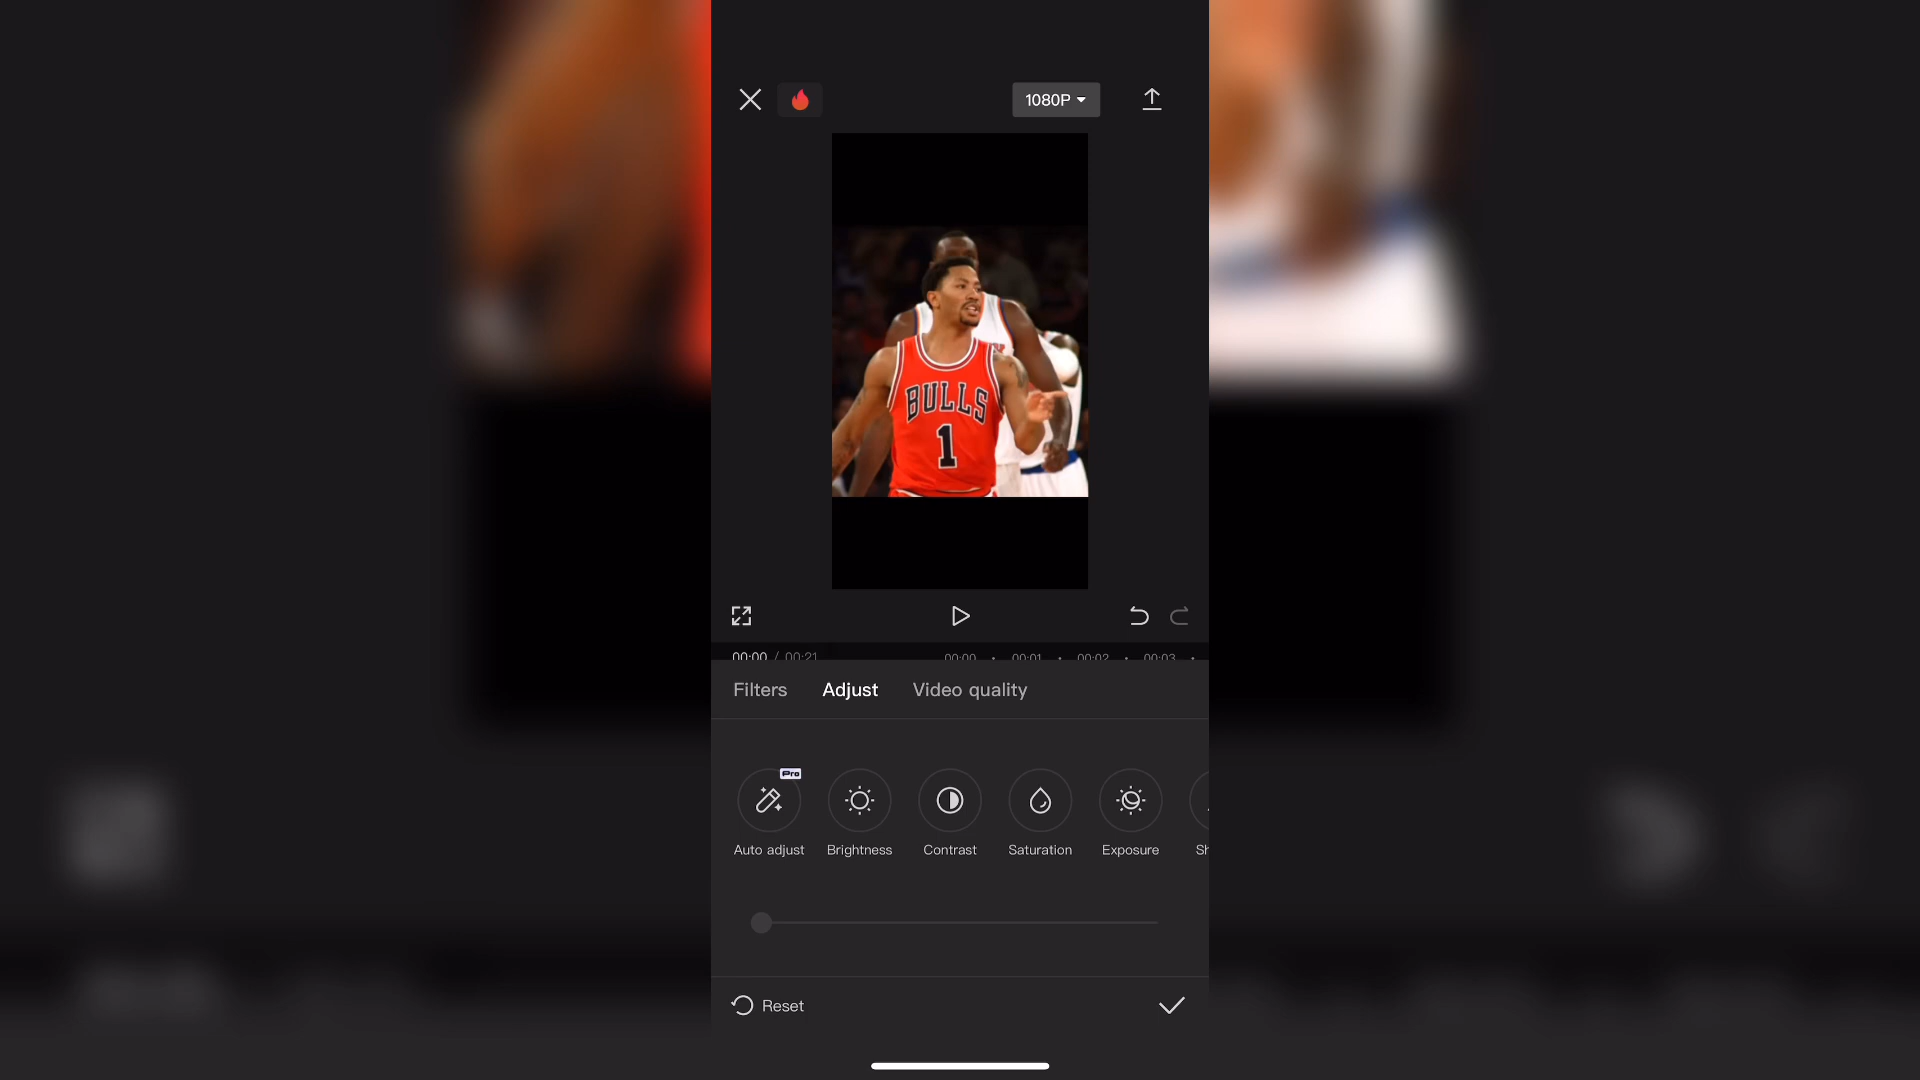 1080P
BULLS
1
00:00 / 00:21 00:00 00:01 00:02 00:03
Filters Adjust Video quality
Pro
Auto adjust Brightness Contrast Saturation Exposure Sh
Reset